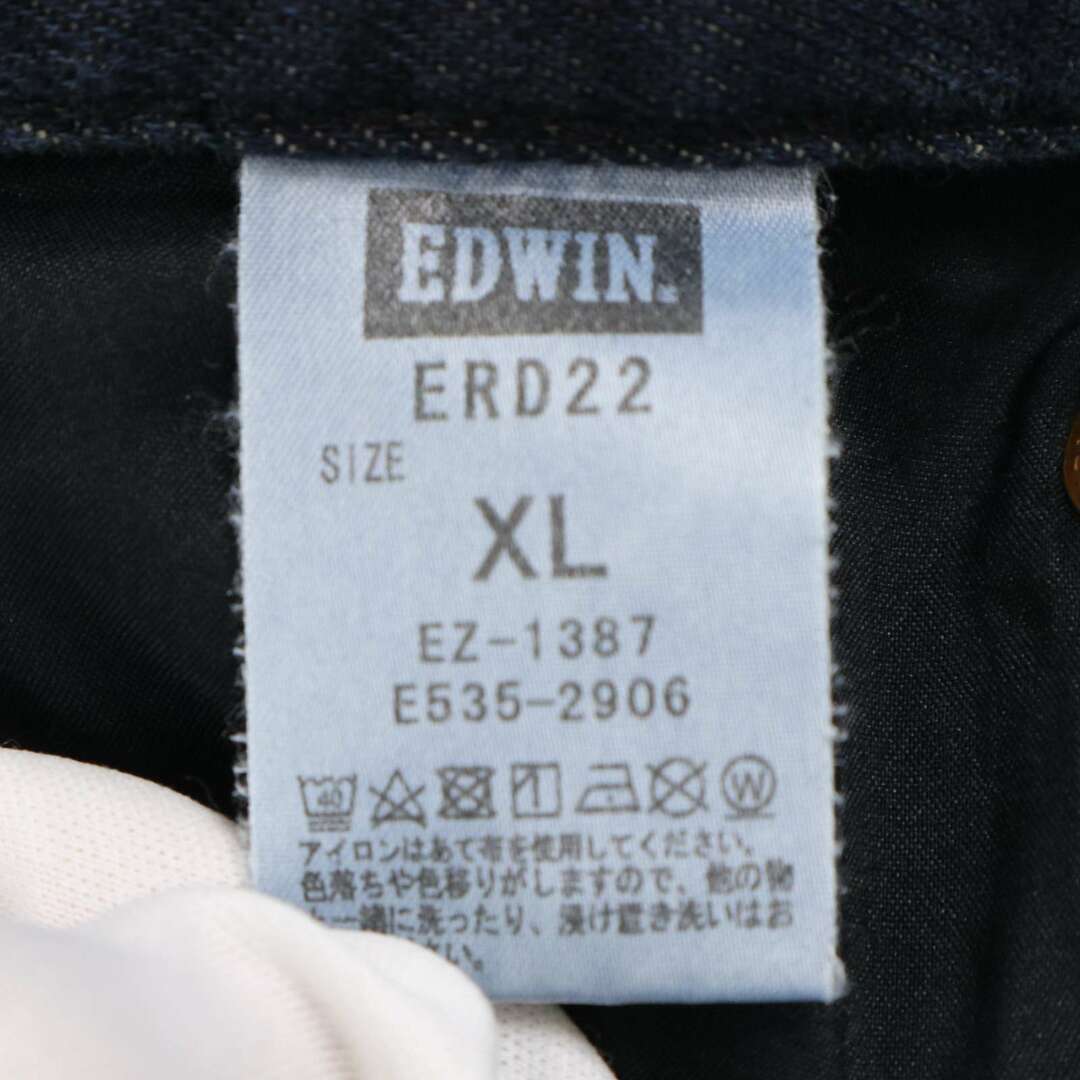 EDWIN.
ERD22
SIZE
XL
EZ-1387
E535-2906
40 W
アイロンはあて布を使用してください。
色落ちや色移りがしますので、他の物
一緒に洗ったり、浸け置き洗いはお
い。